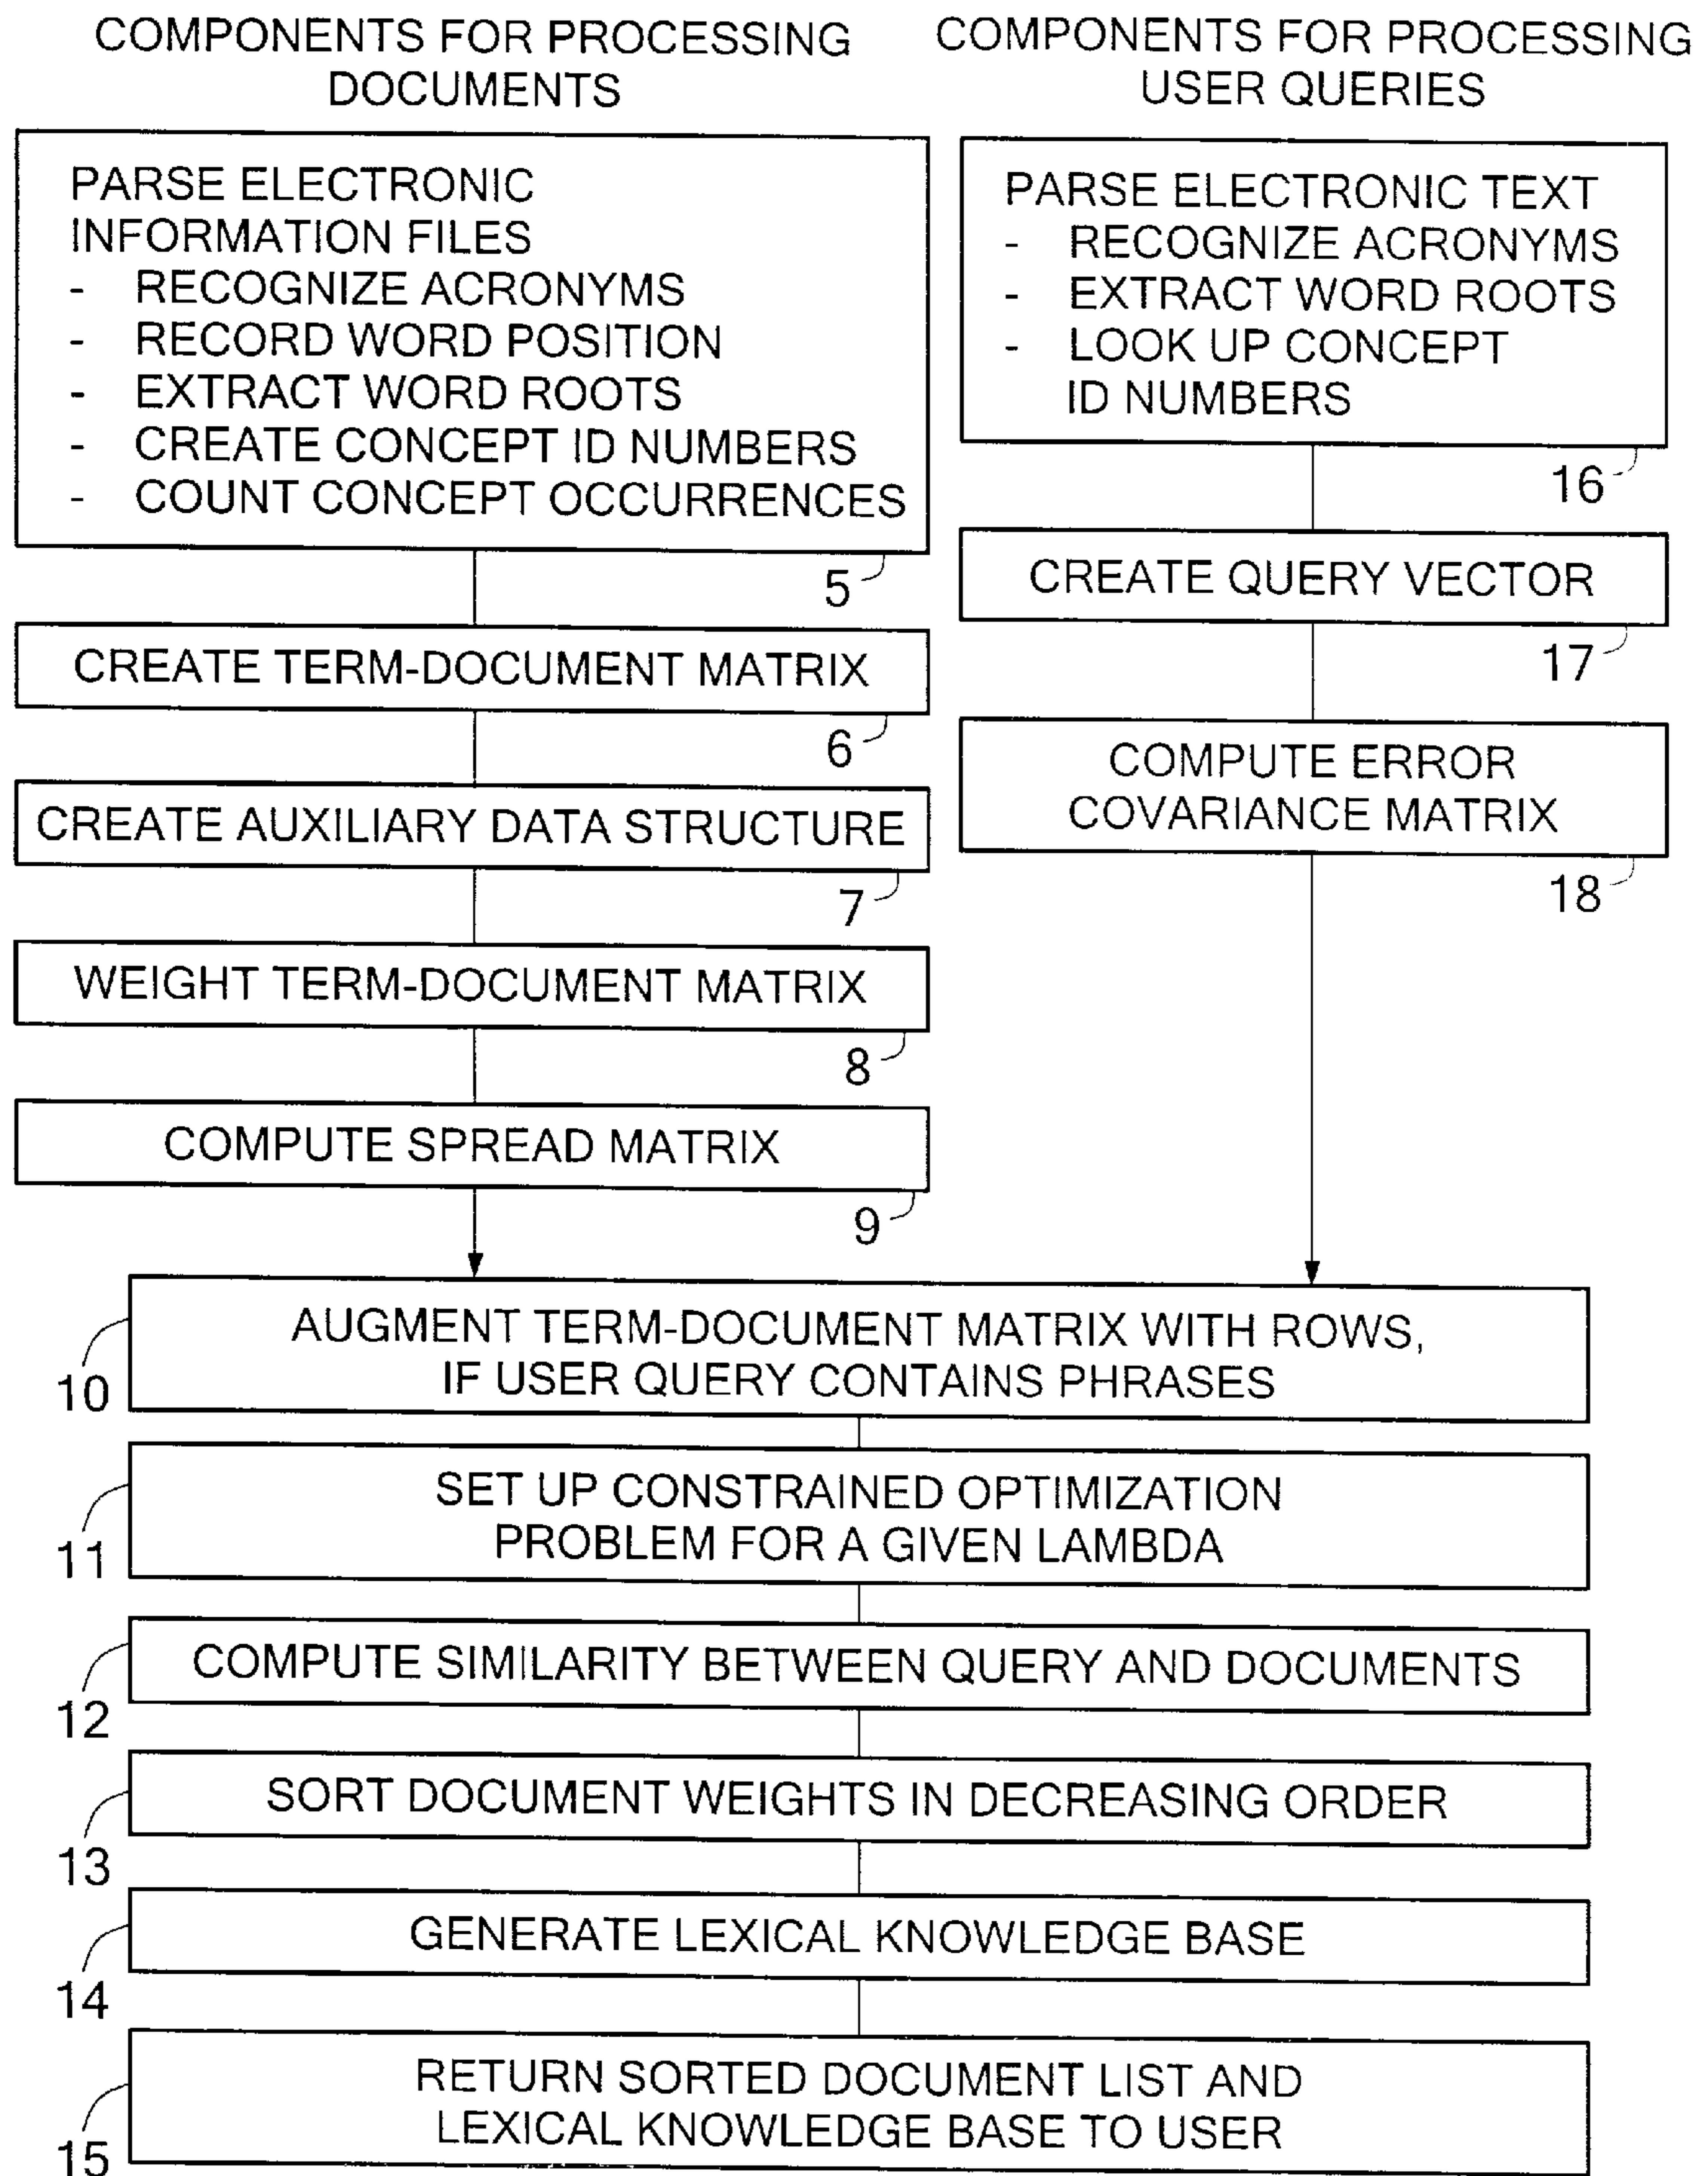 COMPONENTS FOR PROCESSING
DOCUMENTS
PARSE ELECTRONIC
INFORMATION FILES
- RECOGNIZE ACRONYMS
- RECORD WORD POSITION
- EXTRACT WORD ROOTS
- CREATE CONCEPT ID NUMBERS
- COUNT CONCEPT OCCURRENCES
5
CREATE TERM-DOCUMENT MATRIX
6
CREATE AUXILIARY DATA STRUCTURE
7
WEIGHT TERM-DOCUMENT MATRIX
8
COMPUTE SPREAD MATRIX
9
COMPONENTS FOR PROCESSING
USER QUERIES
PARSE ELECTRONIC TEXT
- RECOGNIZE ACRONYMS
- EXTRACT WORD ROOTS
- LOOK UP CONCEPT
ID NUMBERS
16
CREATE QUERY VECTOR
17
COMPUTE ERROR
COVARIANCE MATRIX
18
AUGMENT TERM-DOCUMENT MATRIX WITH ROWS,
IF USER QUERY CONTAINS PHRASES
10
SET UP CONSTRAINED OPTIMIZATION
PROBLEM FOR A GIVEN LAMBDA
11
COMPUTE SIMILARITY BETWEEN QUERY AND DOCUMENTS
12
SORT DOCUMENT WEIGHTS IN DECREASING ORDER
13
GENERATE LEXICAL KNOWLEDGE BASE
14
RETURN SORTED DOCUMENT LIST AND
LEXICAL KNOWLEDGE BASE TO USER
15